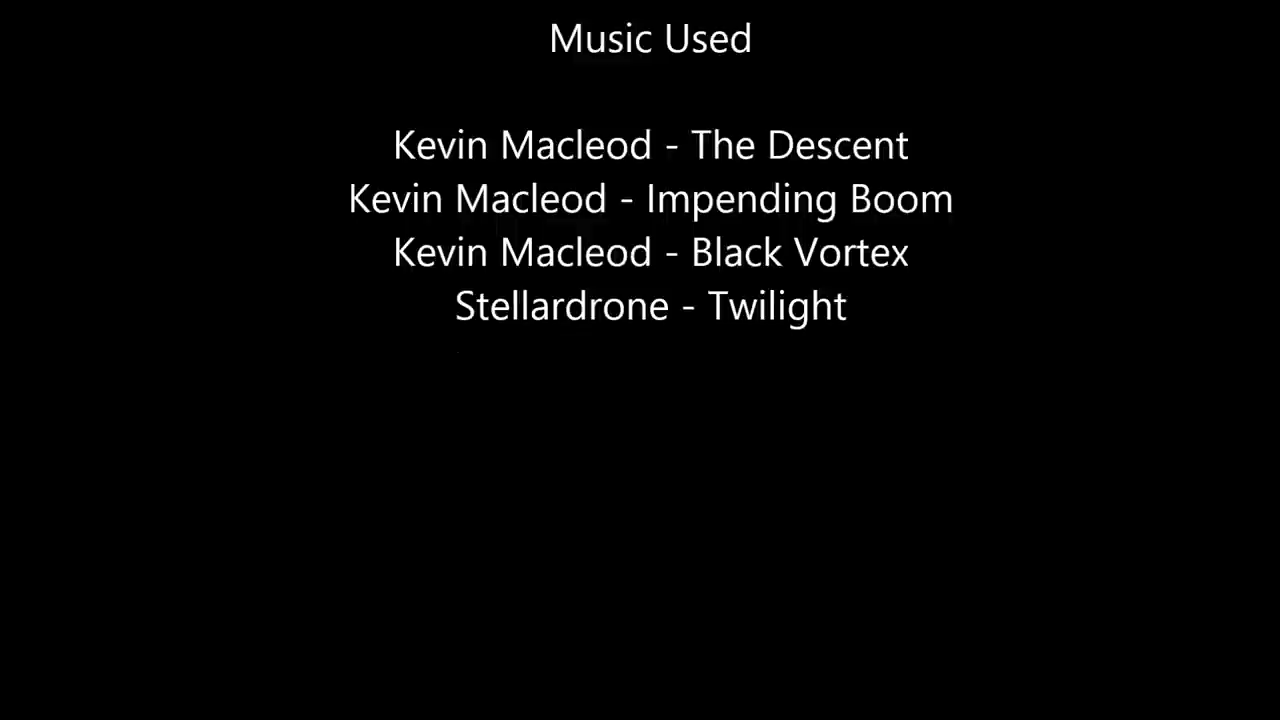 Music Used
Kevin Macleod - The Descent
Kevin Macleod - Impending Boom
Kevin Macleod - Black Vortex
Stellardrone - Twilight